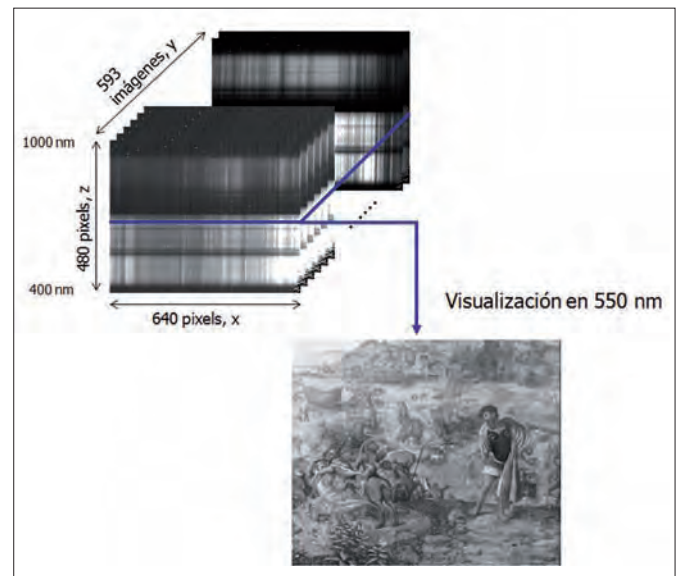 593
imágenes, y
1000 nm
480 pixels, z
400 nm
640 pixels, x
Visualización en 550 nm